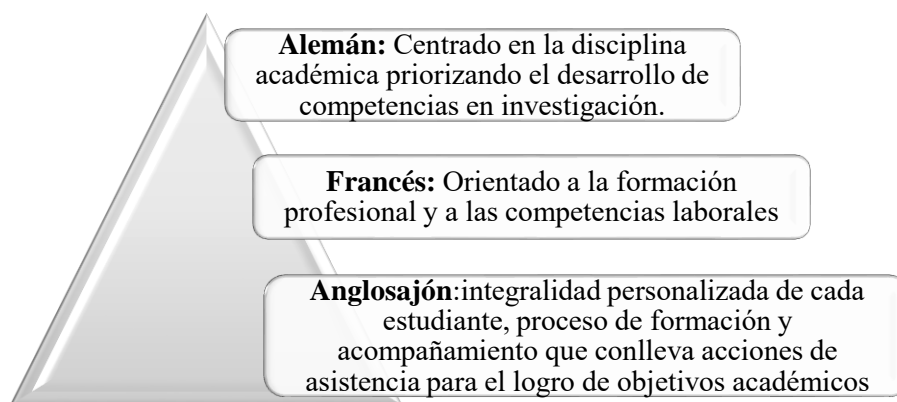 Alemán: Centrado en la disciplina
académica priorizando el desarrollo de
competencias en investigación.
Francés: Orientado a la formación
profesional y a las competencias laborales
Anglosajón:integralidad personalizada de cada
estudiante, proceso de formación y
acompañamiento que conlleva acciones de
asistencia para el logro de objetivos académicos